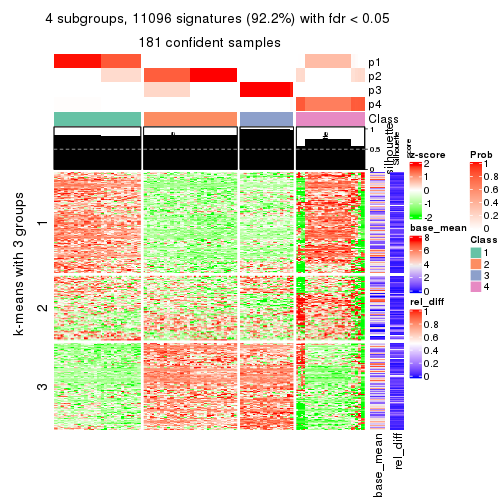 4 subgroups, 11096 signatures (92.2%) with fdr < 0.05
181 confident samples
p1
p2
p3
p4
Class
1
0.5
0
silhouette
Silhouette
score
k-means with 3 groups
1
2
3
base_mean
rel_diff
z-score
2
1
0
-1
-2
base_mean
8
6
4
2
0
rel_diff
1
0.8
0.6
0.4
0.2
0
Prob
1
0.8
0.6
0.4
0.2
0
Class
1
2
3
4